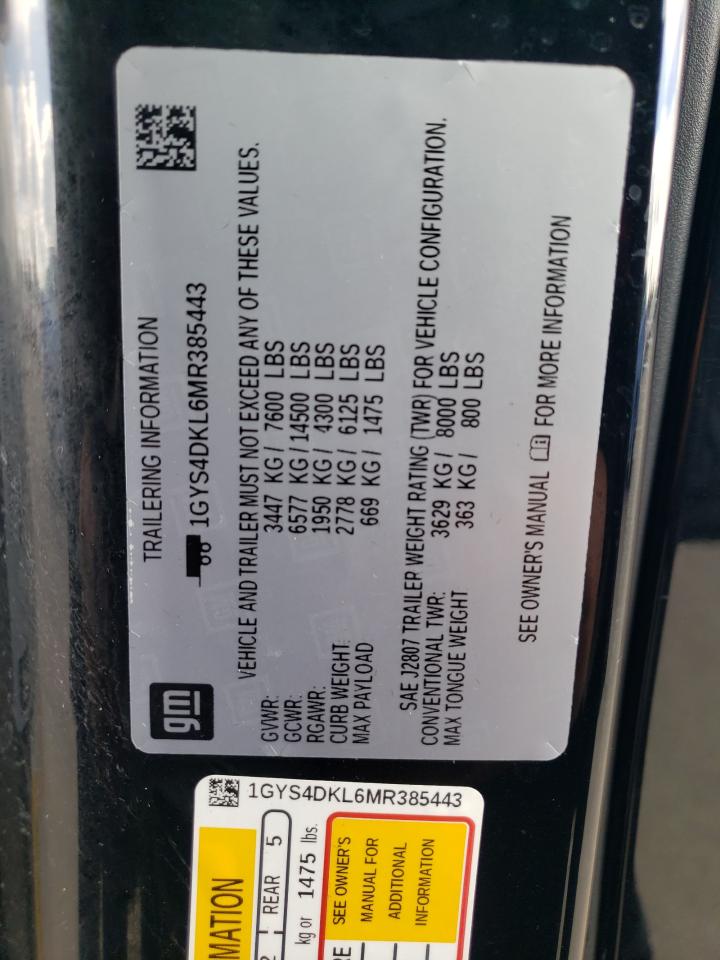 TRAILERING INFORMATION
1GYS4DKL6MR385443
gm
VEHICLE AND TRAILER MUST NOT EXCEED ANY OF THESE VALUES.
GVWR: 3447 KG / 7600 LBS
GCWR: 6577 KG / 14500 LBS
RGAWR: 1950 KG / 4300 LBS
CURB WEIGHT: 2778 KG / 6125 LBS
MAX PAYLOAD 669 KG / 1475 LBS
SAE J2807 TRAILER WEIGHT RATING (TWR) FOR VEHICLE CONFIGURATION.
CONVENTIONAL TWR: 3629 KG / 8000 LBS
MAX TONGUE WEIGHT 363 KG / 800 LBS
SEE OWNER'S MANUAL FOR MORE INFORMATION
1GYS4DKL6MR385443
MATION
2 REAR 5
kg or 1475 lbs.
SEE OWNER'S
MANUAL FOR
ADDITIONAL
INFORMATION